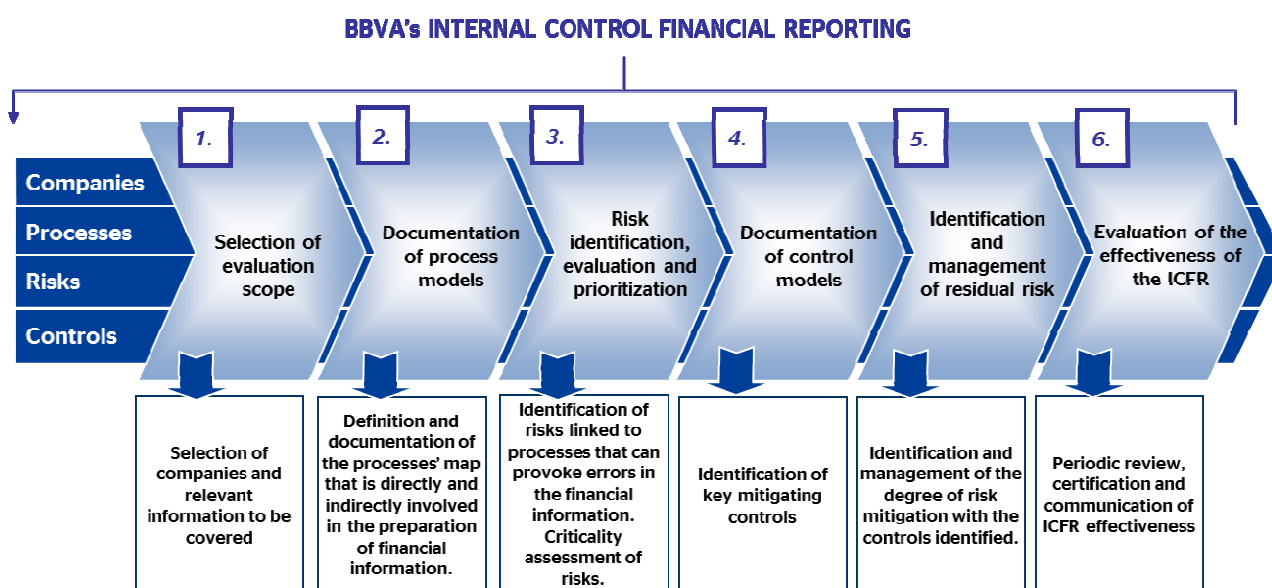 BBVA's INTERNAL CONTROL FINANCIAL REPORTING
Companies
Processes
Risks
Controls
1.
Selection of
evaluation
scope
2.
Documentation
of process
models
3.
Risk
identification,
evaluation and
prioritization
4.
Documentation
of control
models
5.
Identification
and
management
of residual risk
6.
Evaluation of the
effectiveness of
the ICFR
Selection of
companies and
relevant
information to be
covered
Definition and
documentation of
the processes' map
that is directly and
indirectly involved
in the preparation
of financial
information.
Identification of
risks linked to
processes that can
provoke errors in
the financial
information.
Criticality
assessment of
risks.
Identification of
key mitigating
controls
Identification and
management of the
degree of risk
mitigation with the
controls identified.
Periodic review,
certification and
communication of
ICFR effectiveness